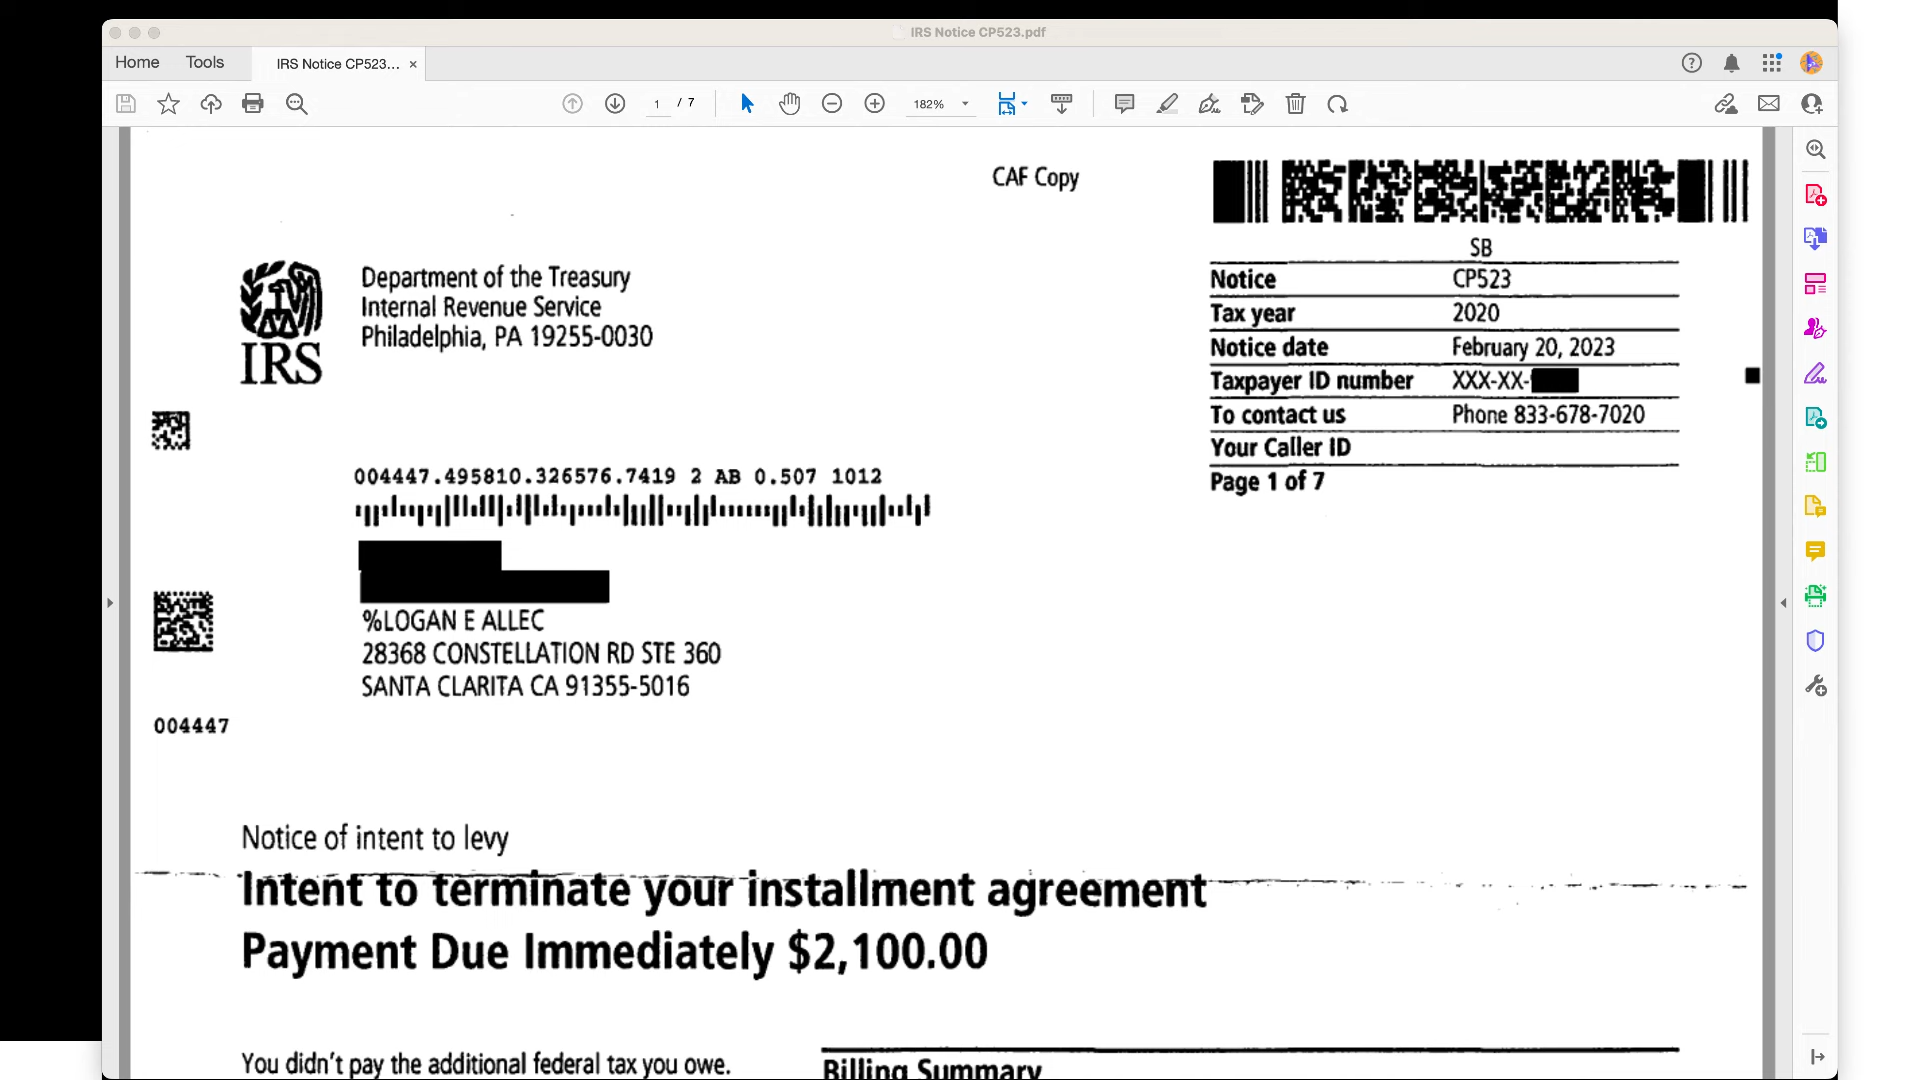 IRS Notice CP523.pdf
Home
Tools
IRS Notice CP523...
1 / 7
182%
CAF Copy
SB
Department of the Treasury
Internal Revenue Service
Philadelphia, PA 19255-0030
IRS
Notice CP523
Tax year 2020
Notice date February 20, 2023
Taxpayer ID number XXX-XX-
To contact us Phone 833-678-7020
Your Caller ID
Page 1 of 7
004447.495810.326576.7419 2 AB 0.507 1012
%LOGAN E ALLEC
28368 CONSTELLATION RD STE 360
SANTA CLARITA CA 91355-5016
004447
Notice of intent to levy
Intent to terminate your installment agreement
Payment Due Immediately $2,100.00
You didn't pay the additional federal tax you owe.
Billing Summary